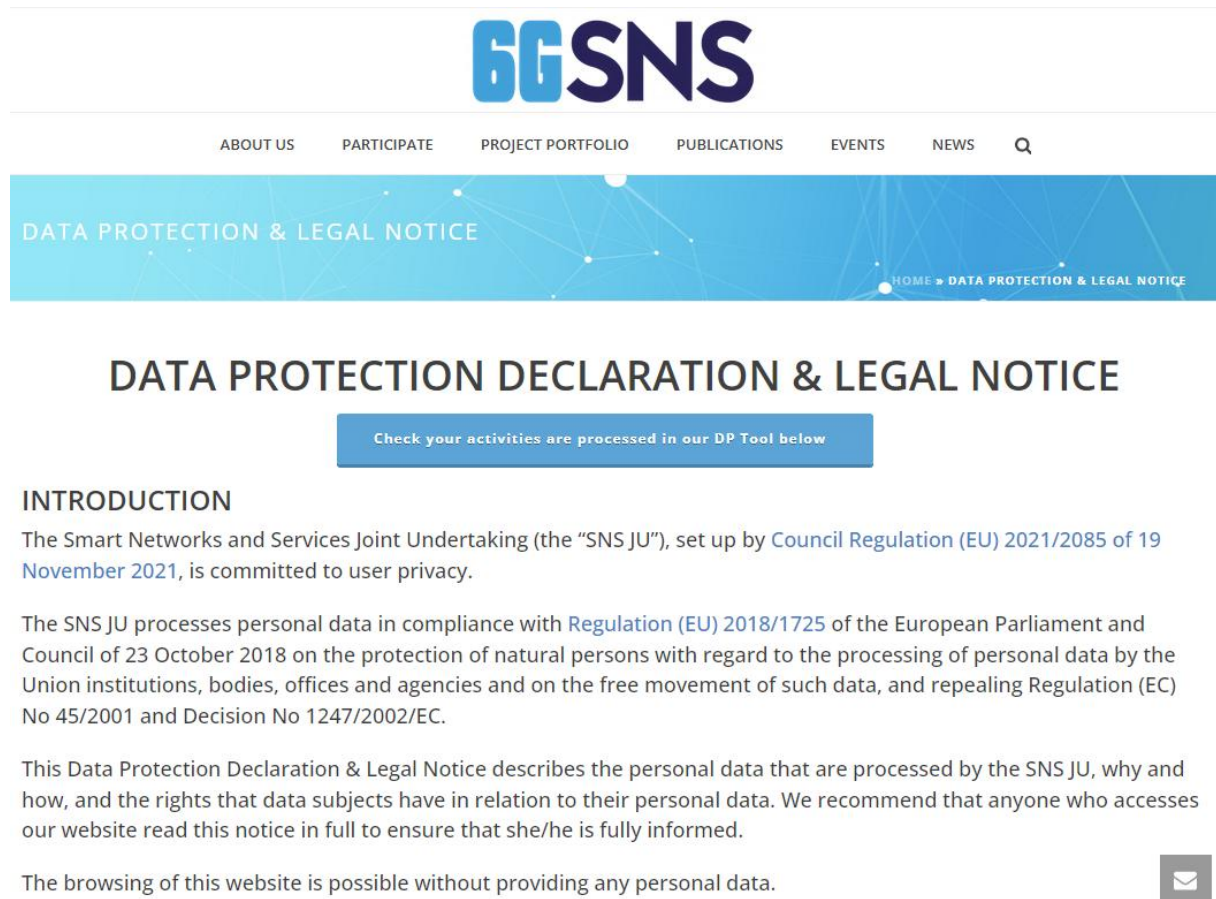 6GSNS
ABOUT US PARTICIPATE PROJECT PORTFOLIO PUBLICATIONS EVENTS NEWS
DATA PROTECTION & LEGAL NOTICE
HOME » DATA PROTECTION & LEGAL NOTICE
DATA PROTECTION DECLARATION & LEGAL NOTICE
Check your activities are processed in our DP Tool below
INTRODUCTION
The Smart Networks and Services Joint Undertaking (the “SNS JU”), set up by Council Regulation (EU) 2021/2085 of 19
November 2021, is committed to user privacy.
The SNS JU processes personal data in compliance with Regulation (EU) 2018/1725 of the European Parliament and
Council of 23 October 2018 on the protection of natural persons with regard to the processing of personal data by the
Union institutions, bodies, offices and agencies and on the free movement of such data, and repealing Regulation (EC)
No 45/2001 and Decision No 1247/2002/EC.
This Data Protection Declaration & Legal Notice describes the personal data that are processed by the SNS JU, why and
how, and the rights that data subjects have in relation to their personal data. We recommend that anyone who accesses
our website read this notice in full to ensure that she/he is fully informed.
The browsing of this website is possible without providing any personal data.